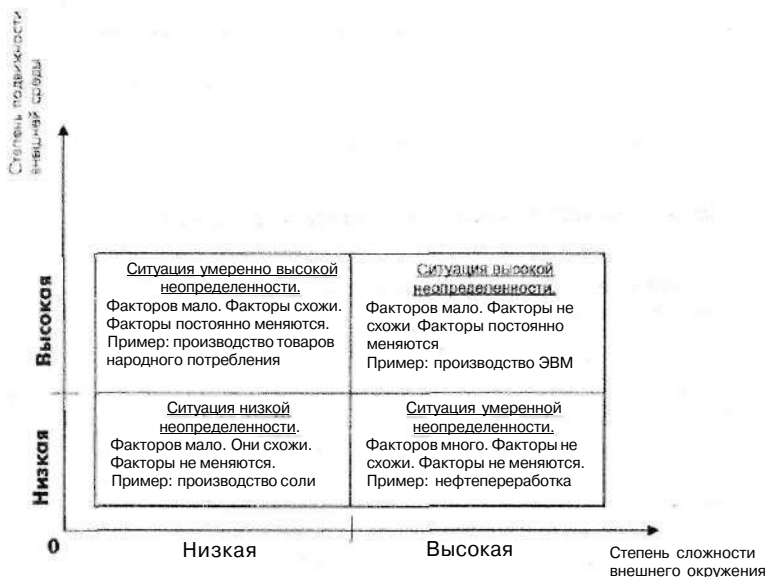 Степень подвижности
внешней среды
Высокая
Ситуация умеренно высокой
неопределенности.
Факторов мало. Факторы схожи.
Факторы постоянно меняются.
Пример: производство товаров
народного потребления
Ситуация высокой
неопределенности.
Факторов мало. Факторы не
схожи Факторы постоянно
меняются
Пример: производство ЭВМ
Низкая
Ситуация низкой
неопределенности.
Факторов мало. Они схожи.
Факторы не меняются.
Пример: производство соли
Ситуация умеренной
неопределенности.
Факторов много. Факторы не
схожи. Факторы не меняются.
Пример: нефтепереработка
0
Низкая
Высокая
Степень сложности
внешнего окружения